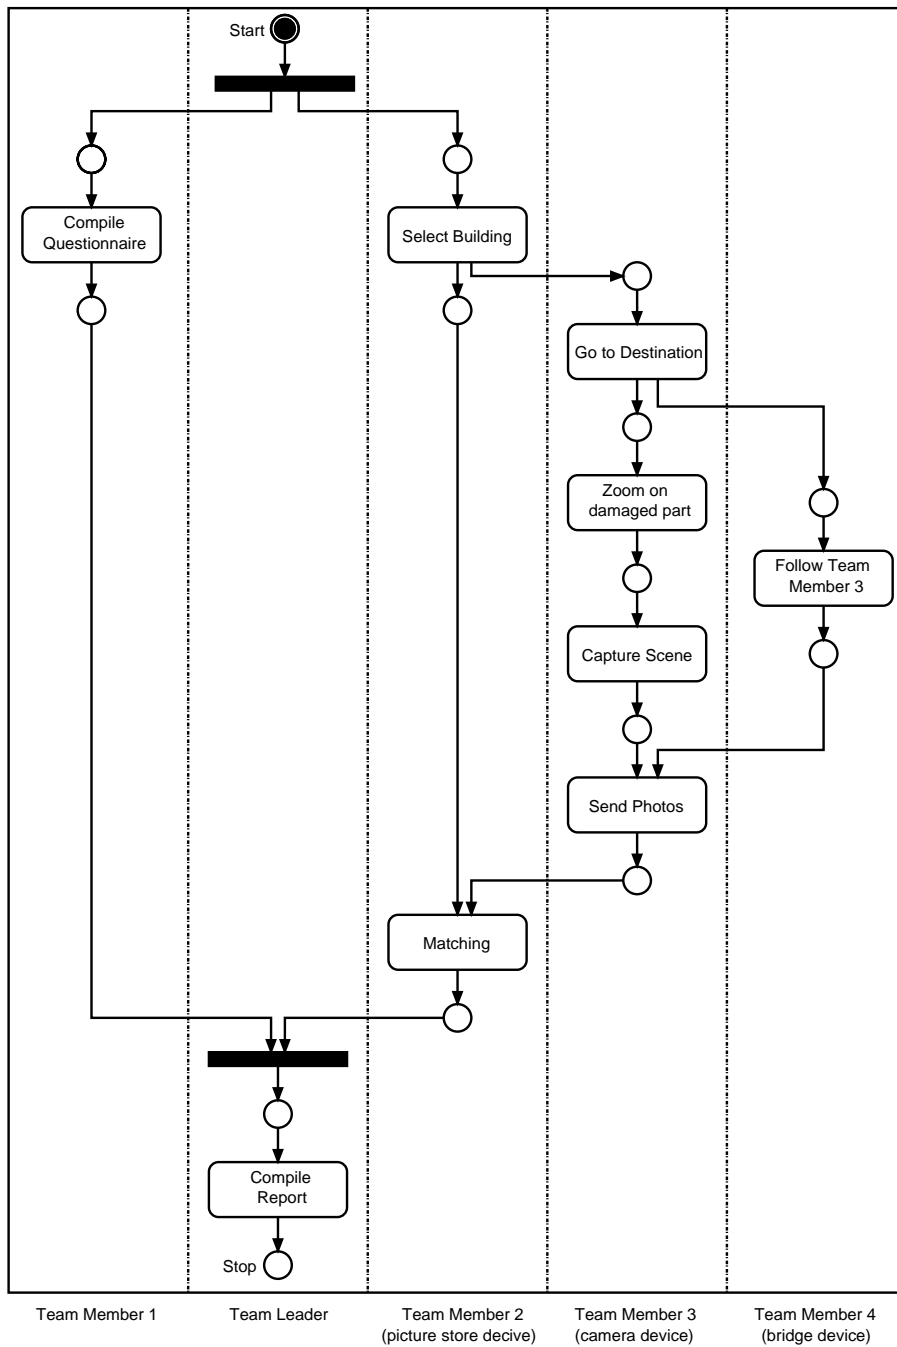 Start
Compile
Questionnaire
Select Building
Go to Destination
Zoom on
damaged part
Follow Team
Member 3
Capture Scene
Send Photos
Matching
Compile
Report
Stop
Team Member 1
Team Leader
Team Member 2
(picture store decive)
Team Member 3
(camera device)
Team Member 4
(bridge device)